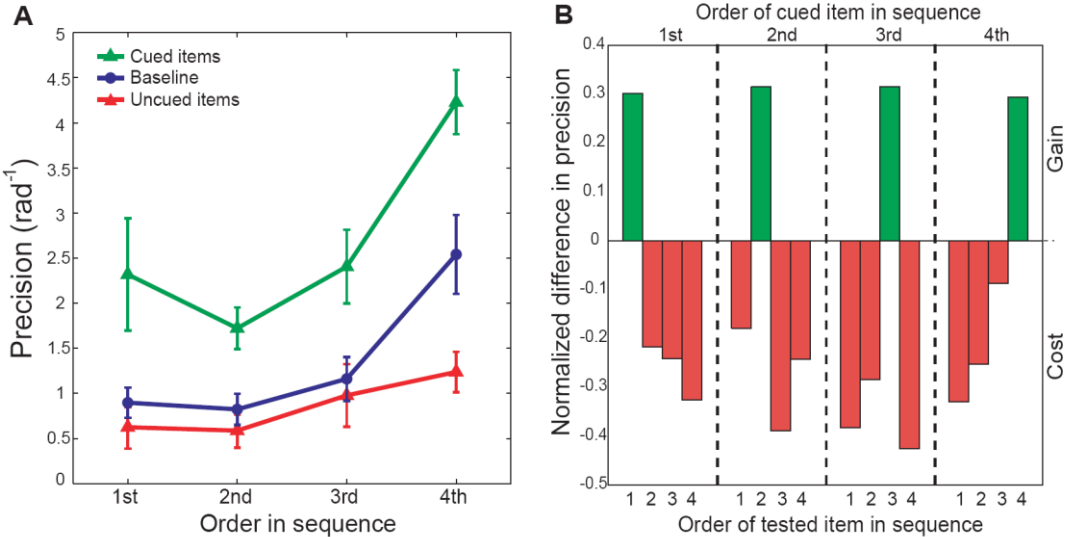 A
Cued items
Baseline
Uncued items
Precision (rad⁻¹)
5
4.5
4
3.5
3
2.5
2
1.5
1
0.5
0
1st 2nd 3rd 4th
Order in sequence
B
Order of cued item in sequence
1st 2nd 3rd 4th
Normalized difference in precision
0.4
0.3
0.2
0.1
0
-0.1
-0.2
-0.3
-0.4
-0.5
Gain
Cost
1 2 3 4 1 2 3 4 1 2 3 4 1 2 3 4
Order of tested item in sequence